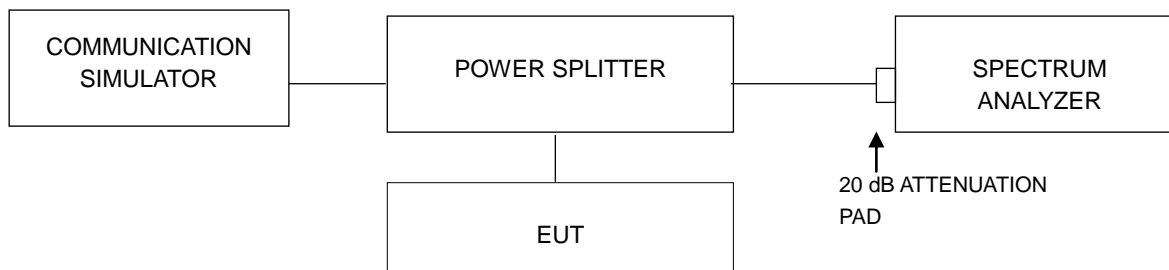 COMMUNICATION
SIMULATOR
POWER SPLITTER
SPECTRUM
ANALYZER
20 dB ATTENUATION
PAD
EUT